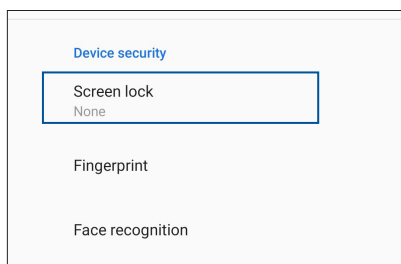 Device security
Screen lock
None
Fingerprint
Face recognition